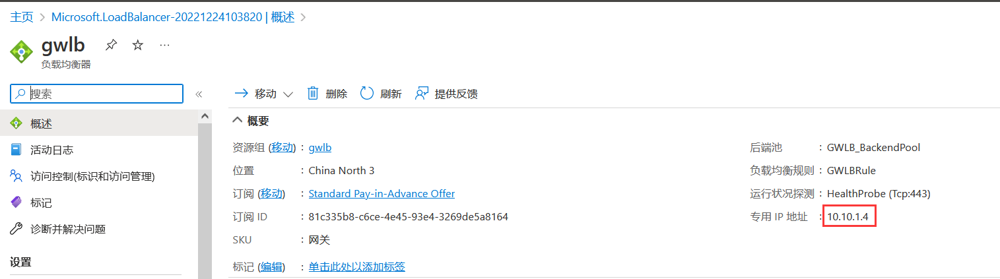 主页 > Microsoft.LoadBalancer-20221224103820 | 概述 >
gwlb
负载均衡器
搜索
移动 删除 刷新 提供反馈
概述
活动日志
访问控制(标识和访问管理)
标记
诊断并解决问题
设置
概要
资源组 (移动) : gwlb
位置 : China North 3
订阅 (移动) : Standard Pay-in-Advance Offer
订阅 ID : 81c335b8-c6ce-4e45-93e4-3269de5a8164
SKU : 网关
标记 (编辑) : 单击此处以添加标签
后端池 : GWLB_BackendPool
负载均衡规则 : GWLBRule
运行状况探测 : HealthProbe (Tcp:443)
专用 IP 地址 : 10.10.1.4